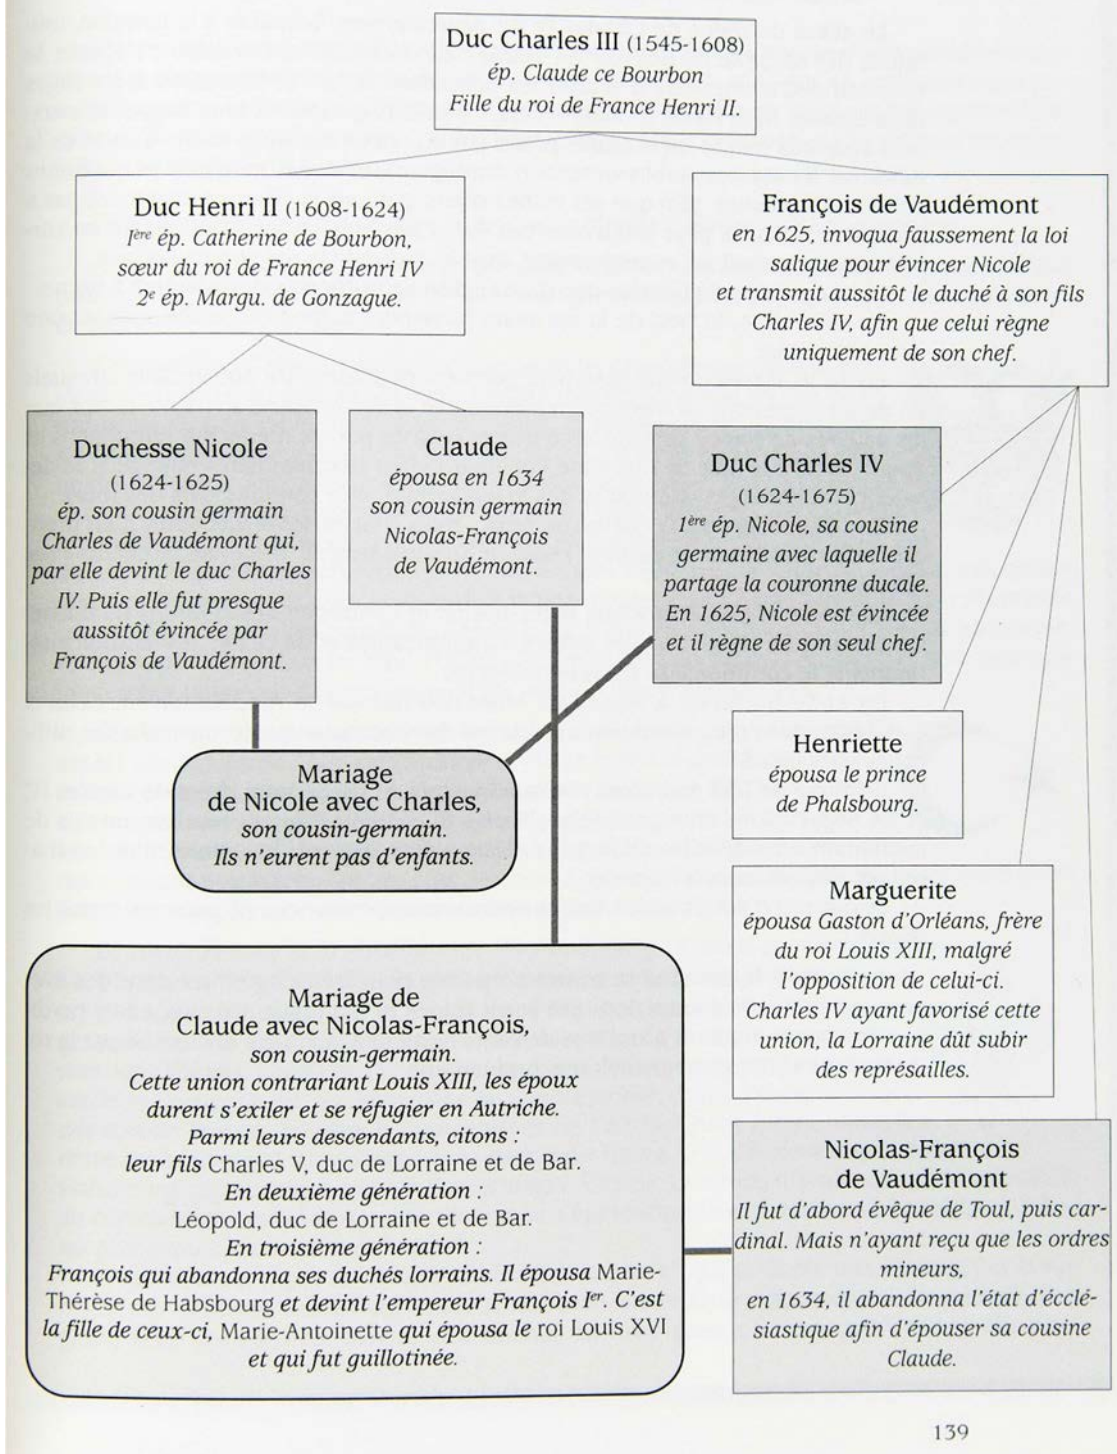 Duc Charles III (1545-1608)
ép. Claude ce Bourbon
Fille du roi de France Henri II.
Duc Henri II (1608-1624)
1ère ép. Catherine de Bourbon,
sœur du roi de France Henri IV
2e ép. Margu. de Gonzague.
François de Vaudémont
en 1625, invoqua faussement la loi
salique pour évincer Nicole
et transmit aussitôt le duché à son fils
Charles IV, afin que celui règne
uniquement de son chef.
Duchesse Nicole
(1624-1625)
ép. son cousin germain
Charles de Vaudémont qui,
par elle devint le duc Charles
IV. Puis elle fut presque
aussitôt évincée par
François de Vaudémont.
Claude
épousa en 1634
son cousin germain
Nicolas-François
de Vaudémont.
Duc Charles IV
(1624-1675)
1ère ép. Nicole, sa cousine
germaine avec laquelle il
partage la couronne ducale.
En 1625, Nicole est évincée
et il règne de son seul chef.
Mariage
de Nicole avec Charles,
son cousin-germain.
Ils n'eurent pas d'enfants.
Henriette
épousa le prince
de Phalsbourg.
Marguerite
épousa Gaston d'Orléans, frère
du roi Louis XIII, malgré
l'opposition de celui-ci.
Charles IV ayant favorisé cette
union, la Lorraine dût subir
des représailles.
Mariage de
Claude avec Nicolas-François,
son cousin-germain.
Cette union contrariant Louis XIII, les époux
durent s'exiler et se réfugier en Autriche.
Parmi leurs descendants, citons :
leur fils Charles V, duc de Lorraine et de Bar.
En deuxième génération :
Léopold, duc de Lorraine et de Bar.
En troisième génération :
François qui abandonna ses duchés lorrains. Il épousa Marie-
Thérèse de Habsbourg et devint l'empereur François Ier. C'est
la fille de ceux-ci, Marie-Antoinette qui épousa le roi Louis XVI
et qui fut guillotinée.
Nicolas-François
de Vaudémont
Il fut d'abord évêque de Toul, puis car-
dinal. Mais n'ayant reçu que les ordres
mineurs,
en 1634, il abandonna l'état d'écclé-
siastique afin d'épouser sa cousine
Claude.
139